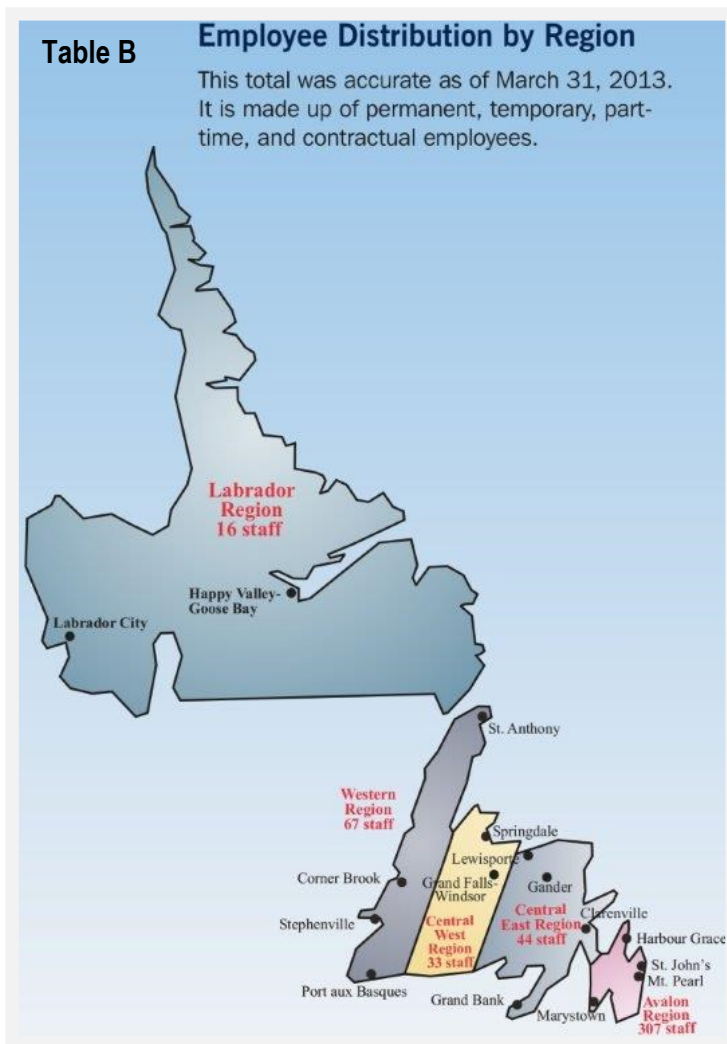 Table B
Employee Distribution by Region
This total was accurate as of March 31, 2013.
It is made up of permanent, temporary, part-
time, and contractual employees.
Labrador
Region
16 staff
Happy Valley-
Goose Bay
Labrador City
St. Anthony
Western
Region
67 staff
Springdale
Lewisporte
Corner Brook
Grand Falls-
Windsor
Gander
Stephenville
Central
West
Region
33 staff
Central
East Region
44 staff
Clarenville
Harbour Grace
St. John's
Mt. Pearl
Port aux Basques
Grand Bank
Marystown
Avalon
Region
307 staff